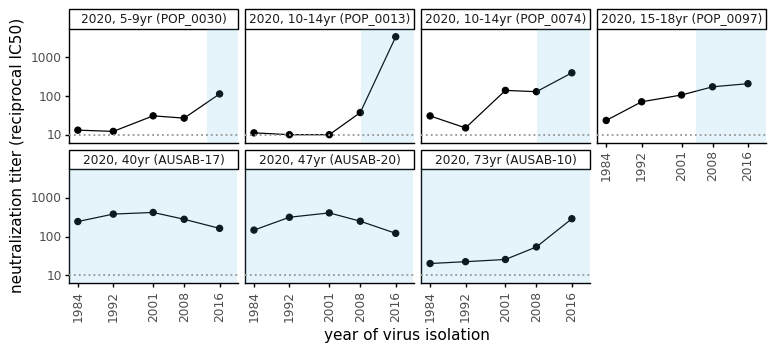 2020, 5-9yr (POP_0030) 2020, 10-14yr (POP_0013) 2020, 10-14yr (POP_0074) 2020, 15-18yr (POP_0097)
neutralization titer (reciprocal IC50)
1000
100
10
1984 1992 2001 2008 2016
2020, 40yr (AUSAB-17) 2020, 47yr (AUSAB-20) 2020, 73yr (AUSAB-10)
1000
100
10
1984 1992 2001 2008 2016 1984 1992 2001 2008 2016 1984 1992 2001 2008 2016
year of virus isolation